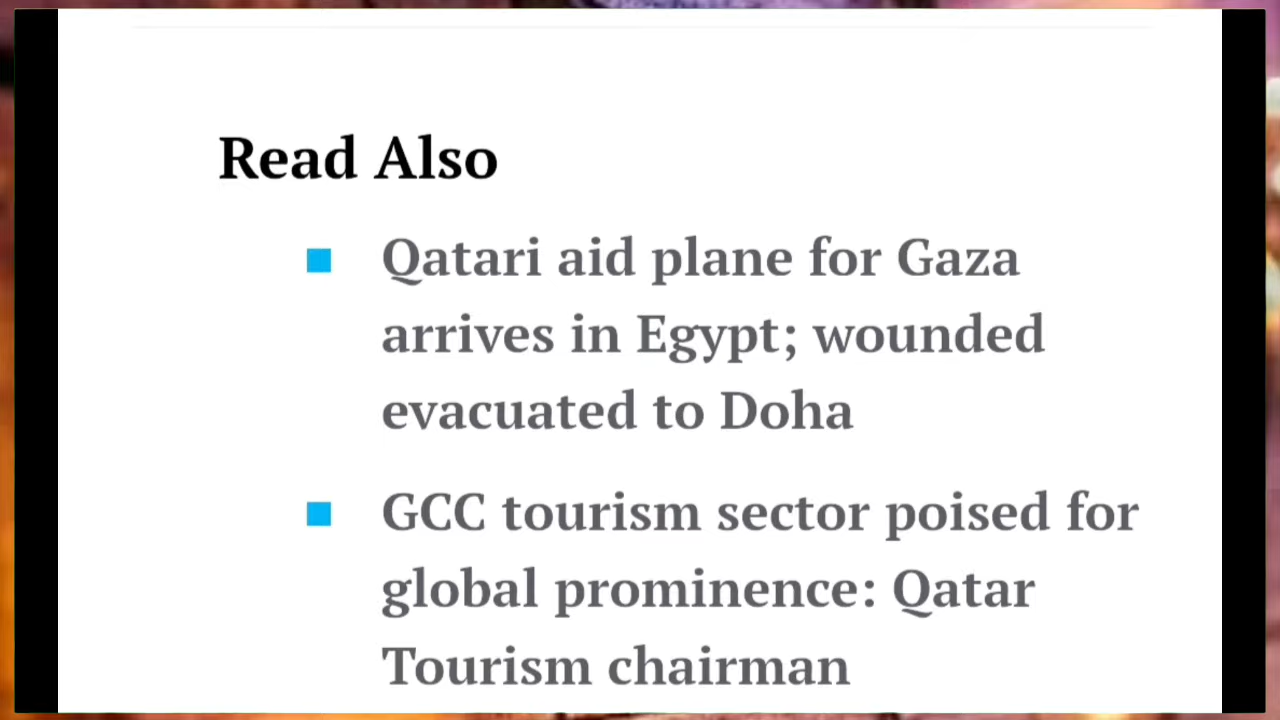 Read Also
Qatari aid plane for Gaza
arrives in Egypt; wounded
evacuated to Doha
GCC tourism sector poised for
global prominence: Qatar
Tourism chairman